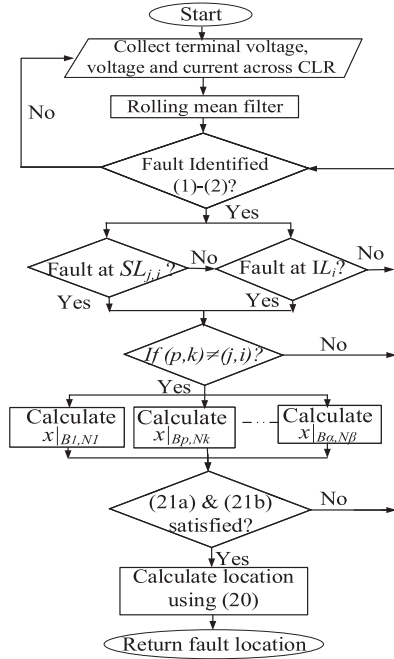 Start
Collect terminal voltage,
voltage and current across CLR
No
Rolling mean filter
Fault Identified
(1)-(2)?
Yes
Fault at SL_{j,i}?
No
Fault at IL_i?
No
Yes
Yes
If (p,k)≠(j,i)?
No
Yes
Calculate
x|_{B1,N1}
Calculate
x|_{Bp,Nk}
Calculate
x|_{Bα,Nβ}
(21a) & (21b)
satisfied?
No
Yes
Calculate location
using (20)
Return fault location